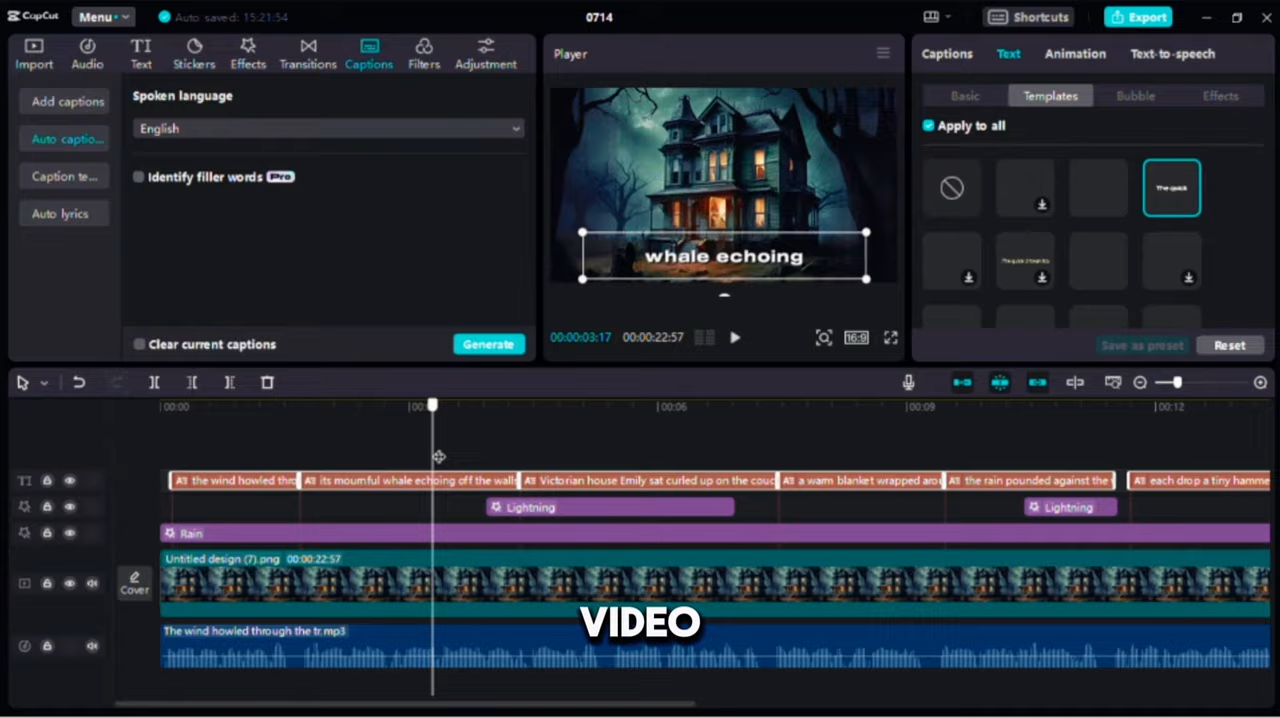 CapCut Menu Auto saved: 15:21:54 0714 Shortcuts Export
Import Audio Text Stickers Effects Transitions Captions Filters Adjustment
Add captions
Auto captio...
Caption te...
Auto lyrics
Spoken language
English
Identify filler words Pro
Clear current captions Generate
Player
whale echoing
00:00:03:17 00:00:22:57 16:9
Captions Text Animation Text-to-speech
Basic Templates Bubble Effects
Apply to all
The quick
Save as preset Reset
00:00 00:06 00:09 00:12
the wind howled thro its mournful whale echoing off the walls Victorian house Emily sat curled up on the couc a warm blanket wrapped arou the rain pounded against the each drop a tiny hamme
Lightning Lightning
Rain
Untitled design (7).png 00:00:22:57
Cover
VIDEO
The wind howled through the tr.mp3